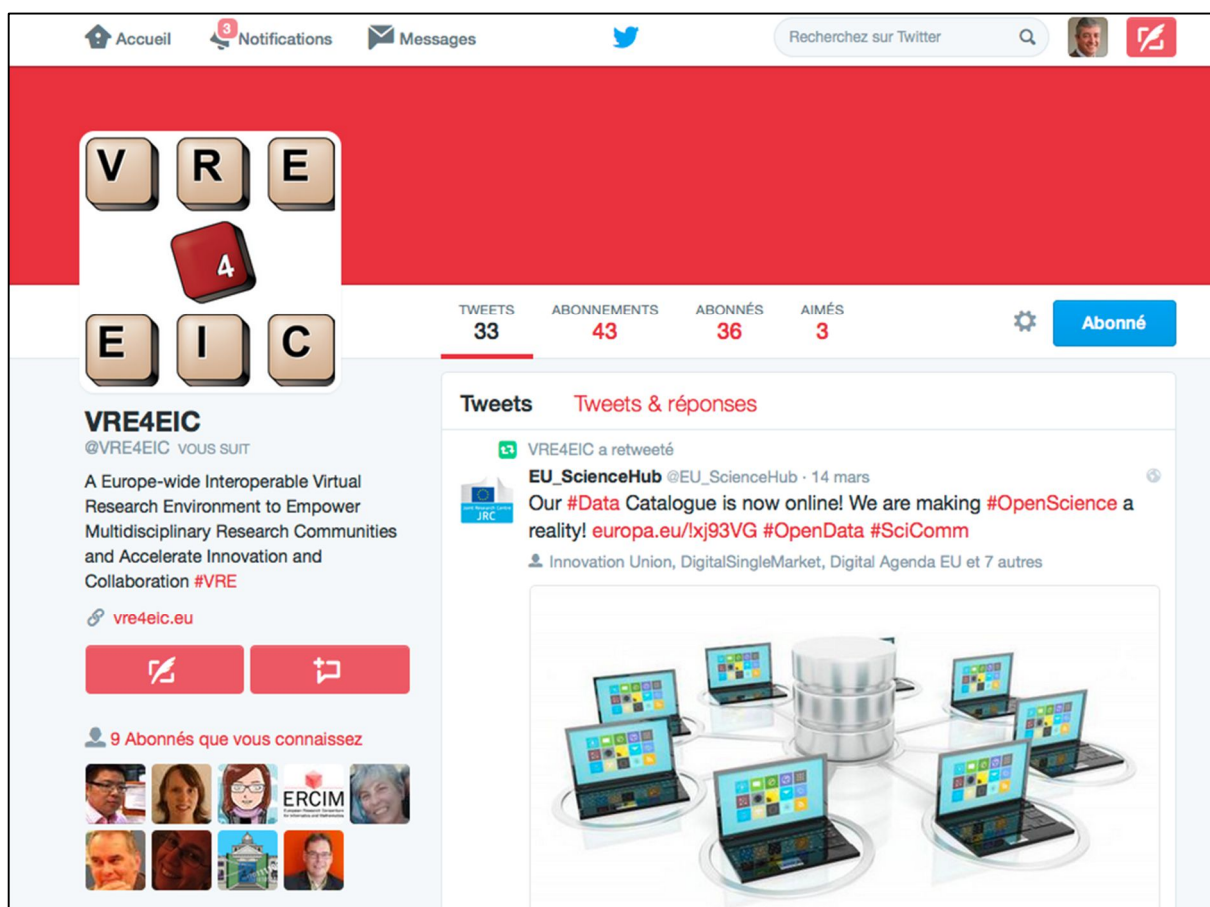 Accueil
3
Notifications
Messages
Recherchez sur Twitter
V R E
4
E I C
TWEETS
33
ABONNEMENTS
43
ABONNÉS
36
AIMÉS
3
Abonné
VRE4EIC
@VRE4EIC VOUS SUIT
A Europe-wide Interoperable Virtual
Research Environment to Empower
Multidisciplinary Research Communities
and Accelerate Innovation and
Collaboration #VRE
vre4eic.eu
9 Abonnés que vous connaissez
ERCIM
Tweets
Tweets & réponses
VRE4EIC a retweeté
EU_ScienceHub @EU_ScienceHub · 14 mars
Our #Data Catalogue is now online! We are making #OpenScience a
reality! europa.eu/!xj93VG #OpenData #SciComm
Innovation Union, DigitalSingleMarket, Digital Agenda EU et 7 autres
Joint Research Centre
JRC